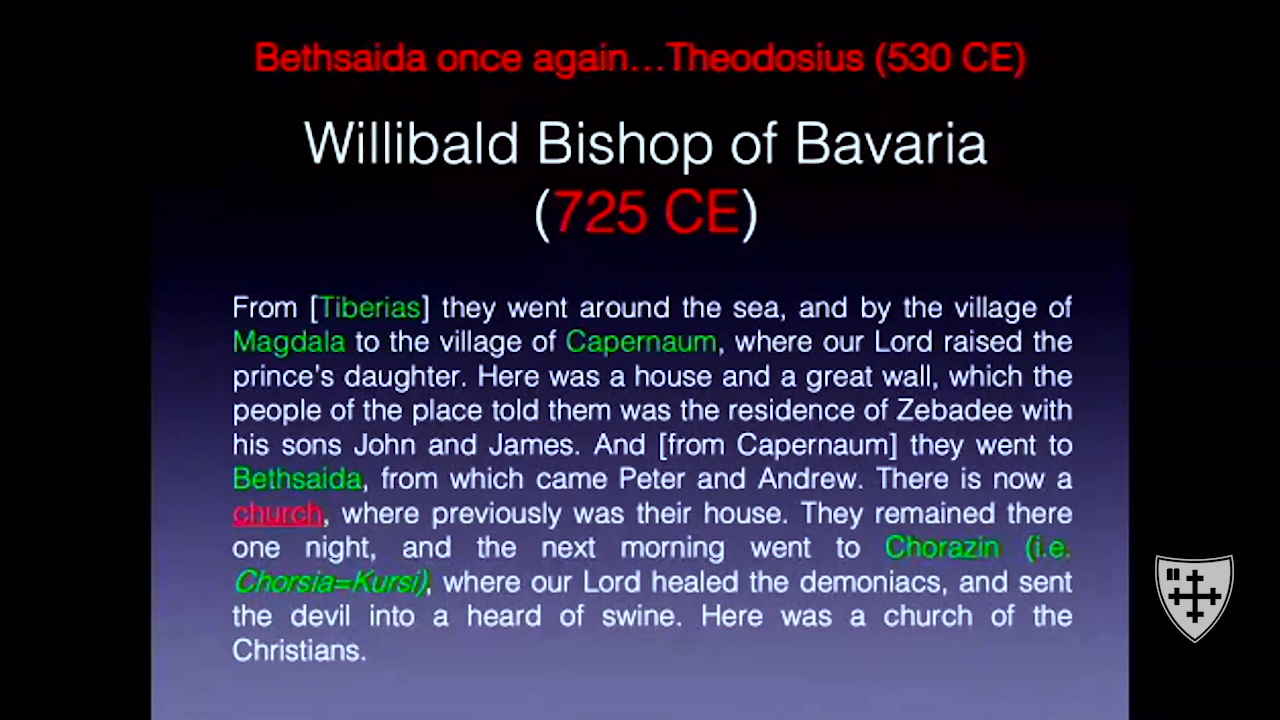 Bethsaida once again...Theodosius (530 CE)
Willibald Bishop of Bavaria
(725 CE)
From [Tiberias] they went around the sea, and by the village of
Magdala to the village of Capernaum, where our Lord raised the
prince's daughter. Here was a house and a great wall, which the
people of the place told them was the residence of Zebadee with
his sons John and James. And [from Capernaum] they went to
Bethsaida, from which came Peter and Andrew. There is now a
church, where previously was their house. They remained there
one night, and the next morning went to Chorazin (i.e.
Chorsia=Kursi), where our Lord healed the demoniacs, and sent
the devil into a heard of swine. Here was a church of the
Christians.